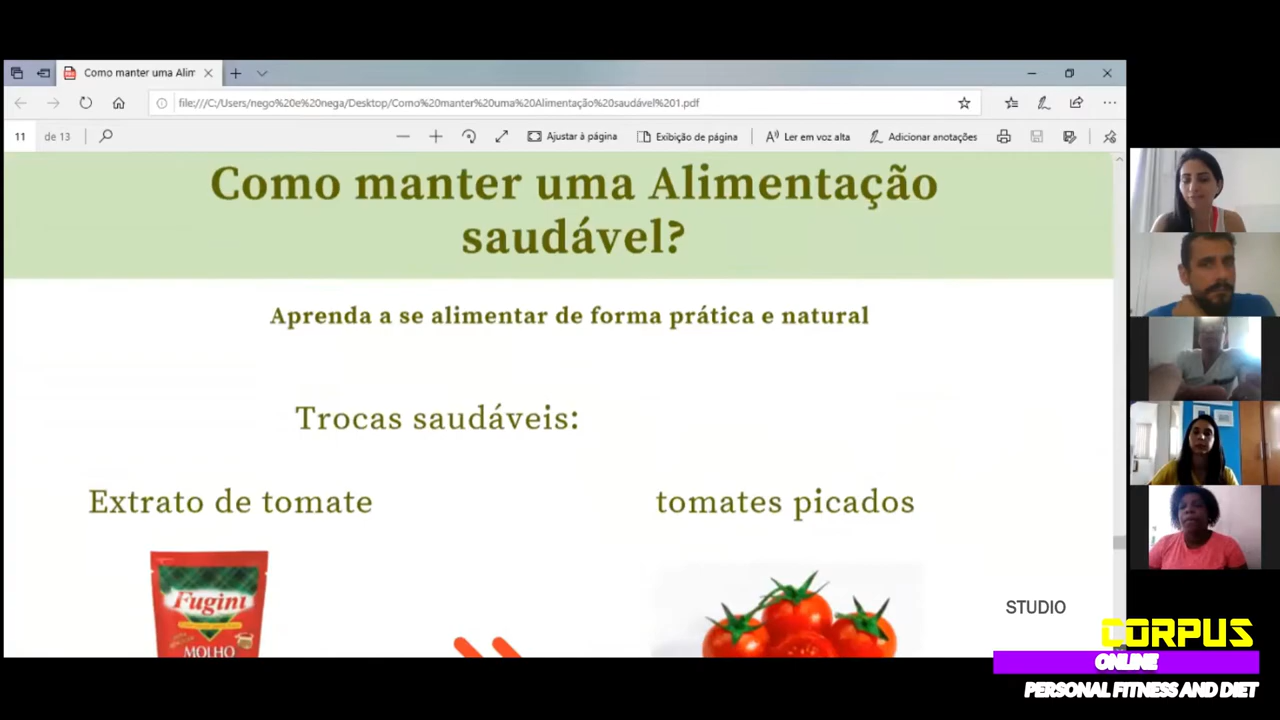 Como manter uma Alim
file:///C:/Users/nego%20e%20nega/Desktop/Como%20manter%20uma%20Alimentação%20saudável%201.pdf
11 de 13
Ajustar à página
Exibição de página
Ler em voz alta
Adicionar anotações
Como manter uma Alimentação
saudável?
Aprenda a se alimentar de forma prática e natural
Trocas saudáveis:
Extrato de tomate
tomates picados
Fugini
MOLHO
STUDIO
CORPUS
ONLINE
PERSONAL FITNESS AND DIET